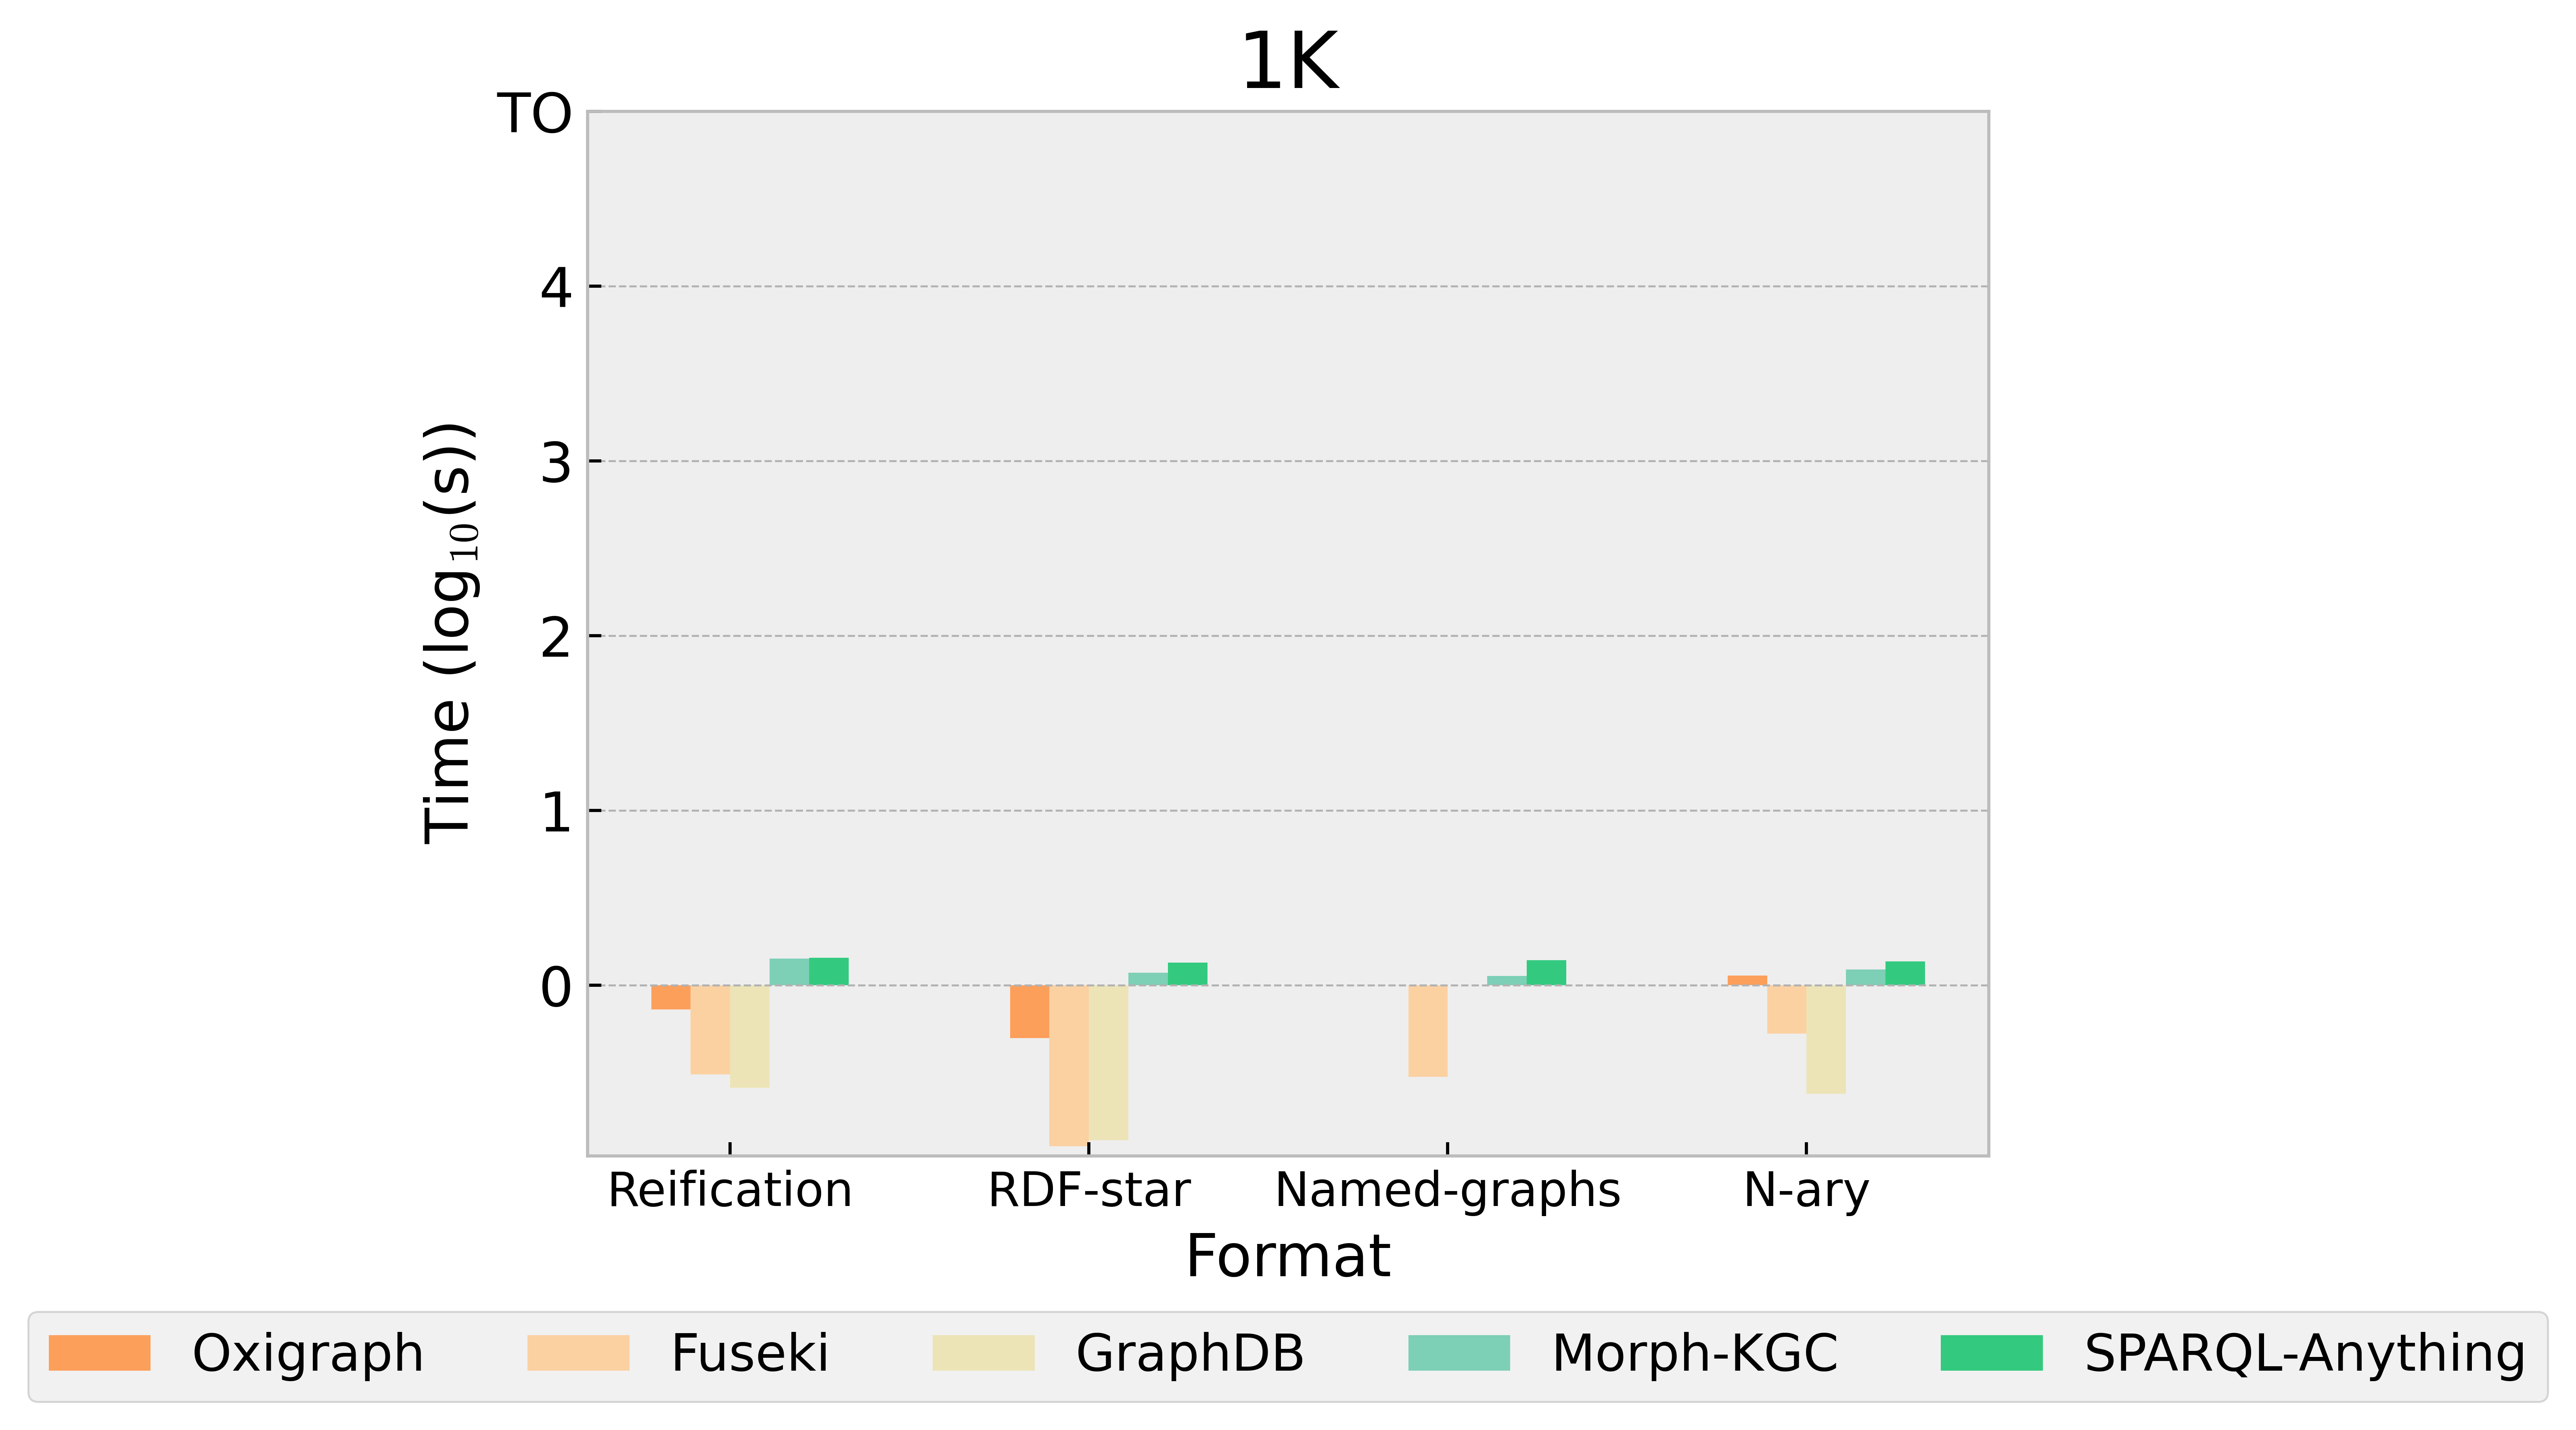 1K
TO
4
3
2
1
0
Time (log10(s))
Reification RDF-star Named-graphs N-ary
Format
Oxigraph Fuseki GraphDB Morph-KGC SPARQL-Anything